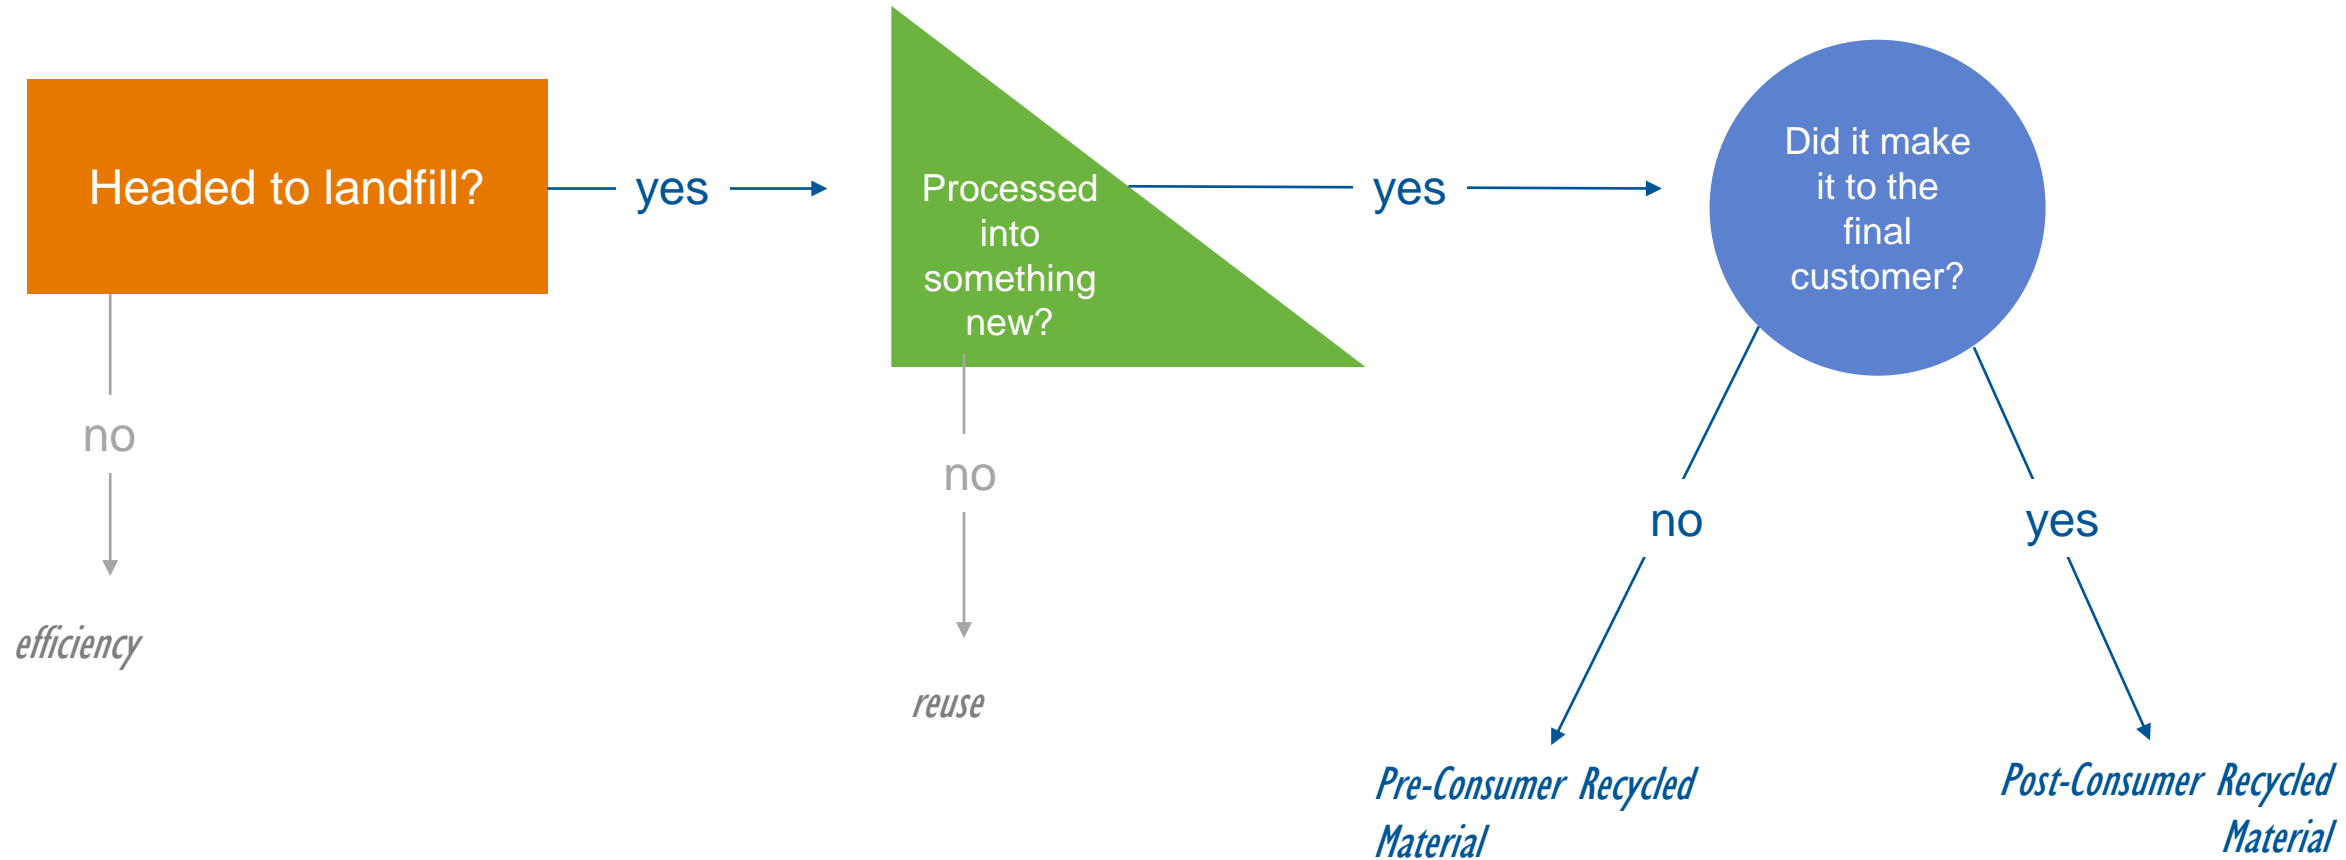 Headed to landfill?
yes
Processed
into
something
new?
yes
Did it make
it to the
final
customer?
no
efficiency
no
reuse
no
Pre-Consumer Recycled
Material
yes
Post-Consumer Recycled
Material